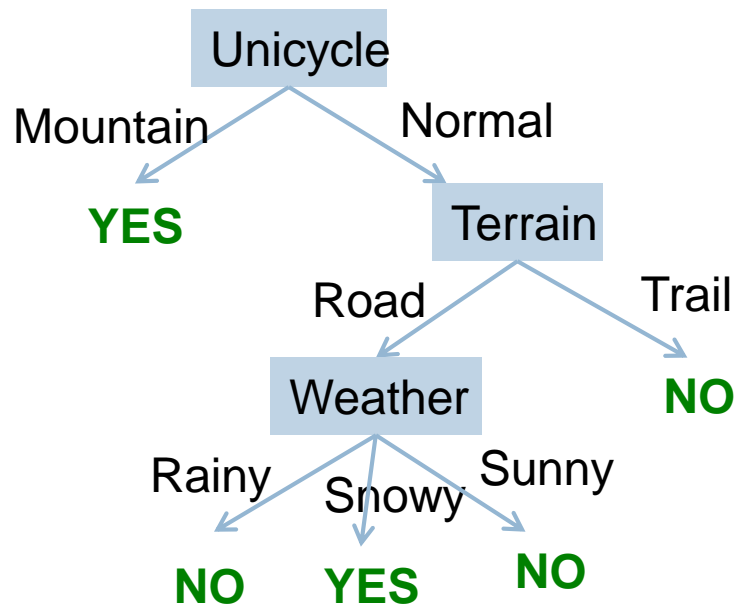 Unicycle
Mountain Normal
YES
Terrain
Road Trail
Weather
NO
Rainy Snowy Sunny
NO YES NO